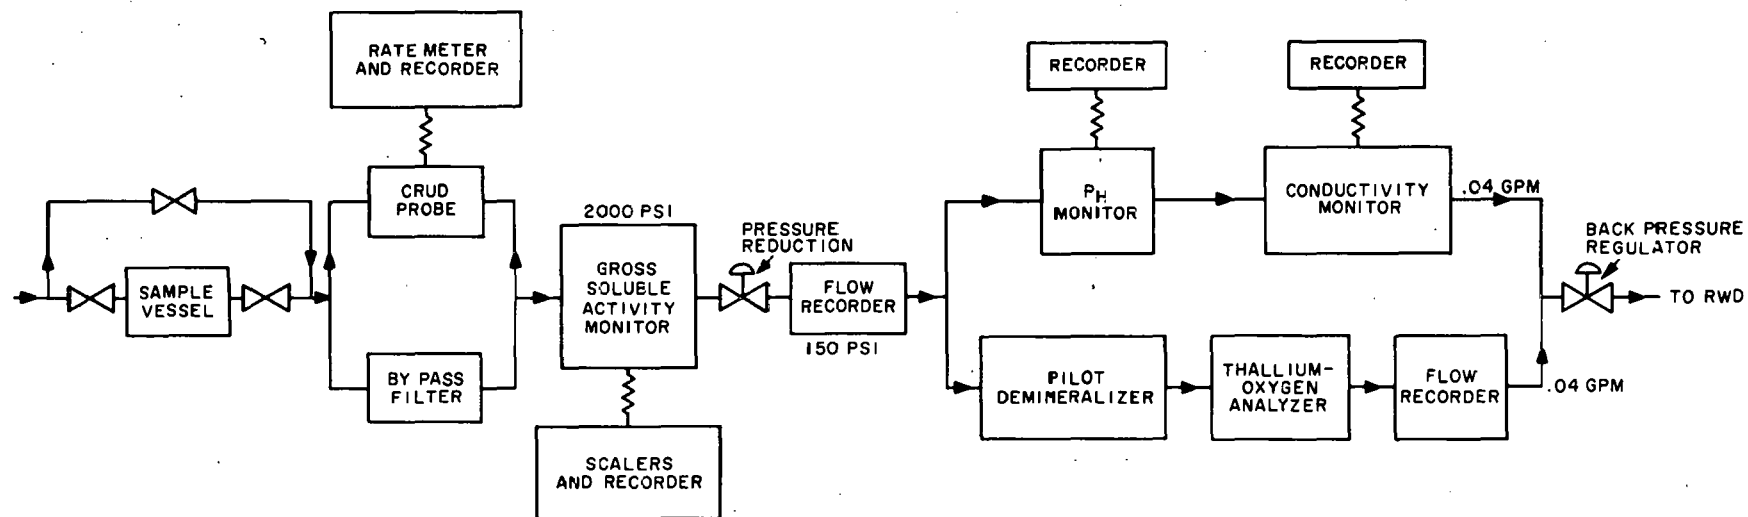 RATE METER
AND RECORDER
CRUD
PROBE
SAMPLE
VESSEL
BY PASS
FILTER
2000 PSI
GROSS
SOLUBLE
ACTIVITY
MONITOR
SCALERS
AND RECORDER
PRESSURE
REDUCTION
FLOW
RECORDER
150 PSI
RECORDER
RECORDER
PH
MONITOR
CONDUCTIVITY
MONITOR
.04 GPM
PILOT
DEMINERALIZER
THALLIUM-
OXYGEN
ANALYZER
FLOW
RECORDER
.04 GPM
BACK PRESSURE
REGULATOR
TO RWD